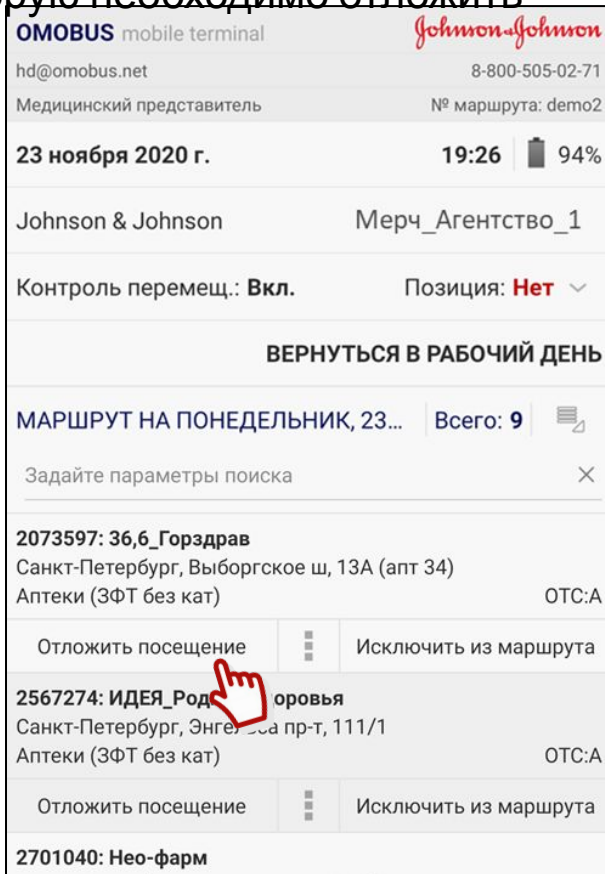 необходимо отложить
OMOBUS mobile terminal Johnson&Johnson
hd@omobus.net 8-800-505-02-71
Медицинский представитель № маршрута: demo2
23 ноября 2020 г. 19:26 94%
Johnson & Johnson Мерч_Агентство_1
Контроль перемещ.: Вкл. Позиция: Нет
ВЕРНУТЬСЯ В РАБОЧИЙ ДЕНЬ
МАРШРУТ НА ПОНЕДЕЛЬНИК, 23... Всего: 9
Задайте параметры поиска
2073597: 36,6_Горздрав
Санкт-Петербург, Выборгское ш, 13А (апт 34)
Аптеки (ЗФТ без кат) ОТС:А
Отложить посещение Исключить из маршрута
2567274: ИДЕЯ_Род
Санкт-Петербург, пр-т, 111/1
Аптеки (ЗФТ без кат) ОТС:А
Отложить посещение Исключить из маршрута
2701040: Нео-фарм